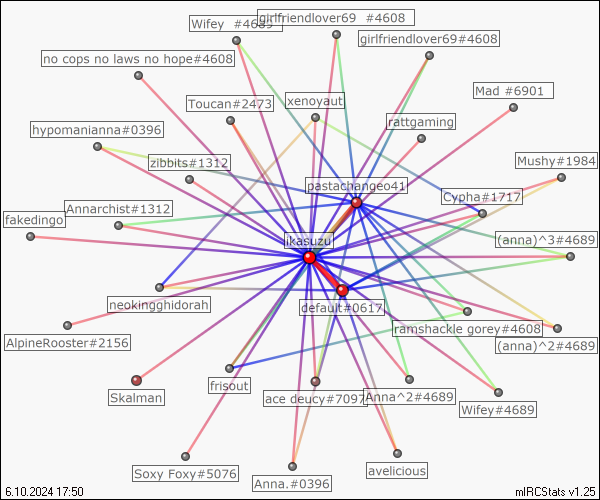 Wifey #4689
girlfriendlover69 #4608
girlfriendlover69#4608
no cops no laws no hope#4608
Mad #6901
Toucan#2473
xenoyaut
rattgaming
hypomanianna#0396
zibbits#1312
Mushy#1984
pastachangeo41
Cypha#1717
Annarchist#1312
fakedingo
ikasuzu
(anna)^3#4689
neokingghidorah
default#0617
ranshackle gorey#4608
AlpineRooster#2156
(anna)^2#4689
frisout
Skalman
ace deucy#7097
Anna^2#4689
Wifey#4689
Soxy Foxy#5076
Anna.#0396
avelicious
6.10.2024 17:50
mIRCStats v1.25